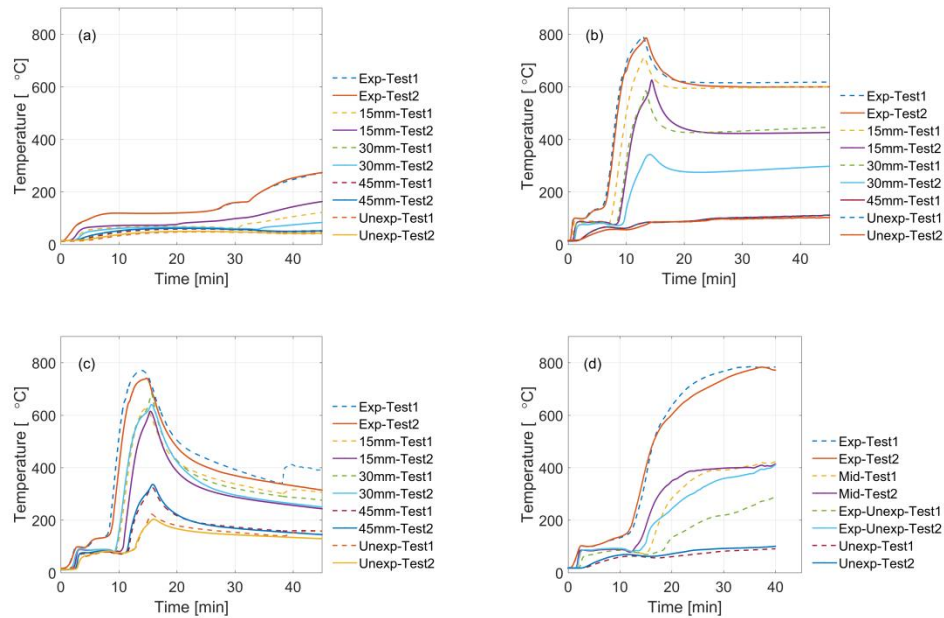 (a)
800
600
400
200
0
Temperature [ °C]
0 10 20 30 40
Time [min]
Exp-Test1
Exp-Test2
15mm-Test1
15mm-Test2
30mm-Test1
30mm-Test2
45mm-Test1
45mm-Test2
Unexp-Test1
Unexp-Test2
(b)
800
600
400
200
0
Temperature [ °C]
0 10 20 30 40
Time [min]
Exp-Test1
Exp-Test2
15mm-Test1
15mm-Test2
30mm-Test1
30mm-Test2
45mm-Test1
Unexp-Test1
Unexp-Test2
(c)
800
600
400
200
0
Temperature [ °C]
0 10 20 30 40
Time [min]
Exp-Test1
Exp-Test2
15mm-Test1
15mm-Test2
30mm-Test1
30mm-Test2
45mm-Test1
45mm-Test2
Unexp-Test1
Unexp-Test2
(d)
800
600
400
200
0
Temperature [ °C]
0 10 20 30 40
Time [min]
Exp-Test1
Exp-Test2
Mid-Test1
Mid-Test2
Exp-Unexp-Test1
Exp-Unexp-Test2
Unexp-Test1
Unexp-Test2